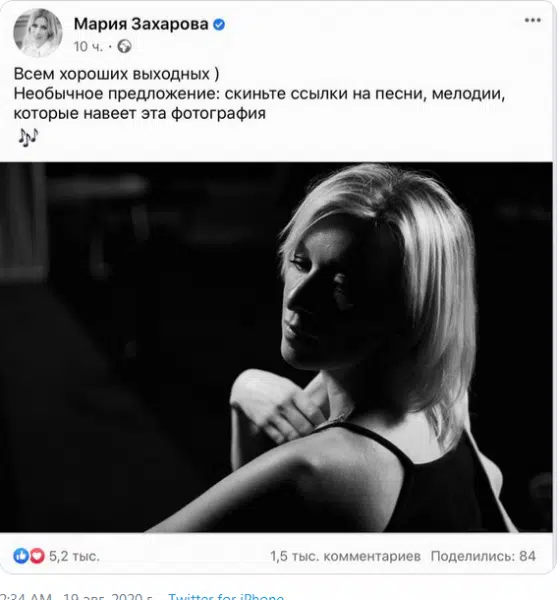 Мария Захарова
10 ч. ·
Всем хороших выходных )
Необычное предложение: скиньте ссылки на песни, мелодии,
которые навеет эта фотография
🎶
5,2 тыс. 1,5 тыс. комментариев Поделились: 84
2:34 AM · 19 авг. 2020 г. · Twitter for iPhone